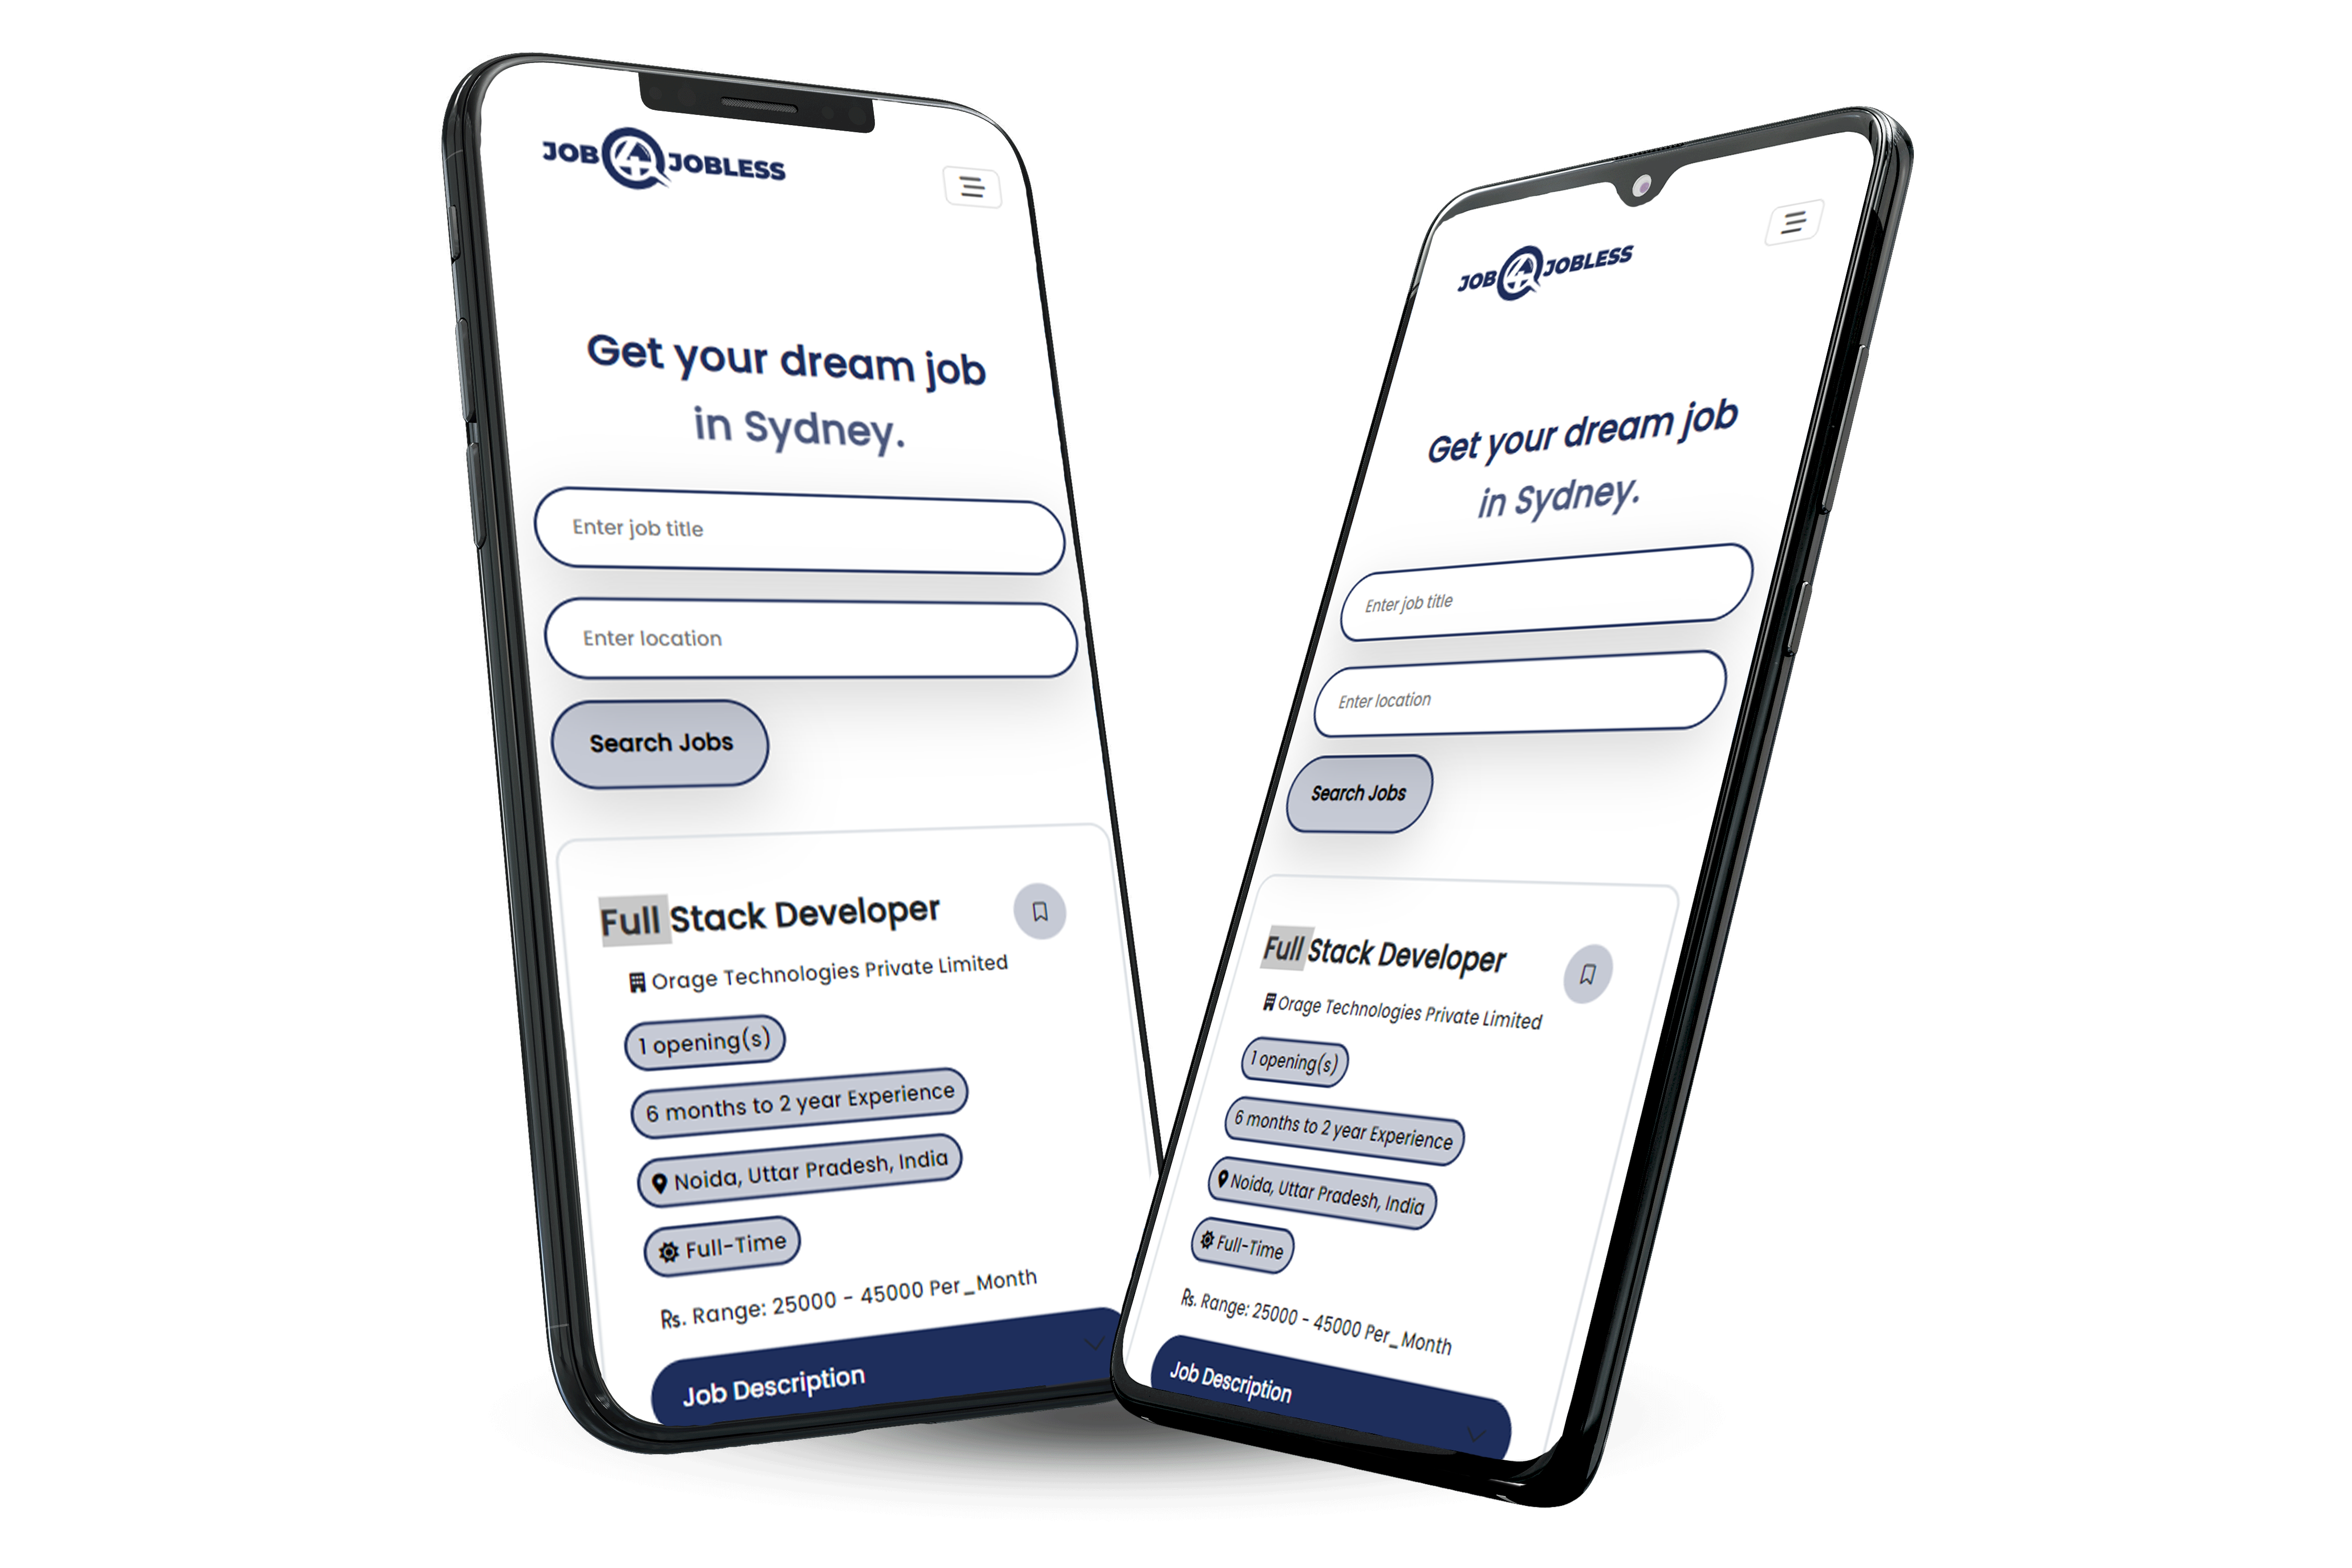 JOB 4 JOBLESS
Get your dream job
in Sydney.
Enter job title
Enter location
Search Jobs
Full Stack Developer
Orage Technologies Private Limited
1 opening(s)
6 months to 2 year Experience
Noida, Uttar Pradesh, India
Full-Time
Rs. Range: 25000 - 45000 Per_Month
Job Description
JOB 4 JOBLESS
Get your dream job
in Sydney.
Enter job title
Enter location
Search Jobs
Full Stack Developer
Orage Technologies Private Limited
1 opening(s)
6 months to 2 year Experience
Noida, Uttar Pradesh, India
Full-Time
Rs. Range: 25000 - 45000 Per_Month
Job Description